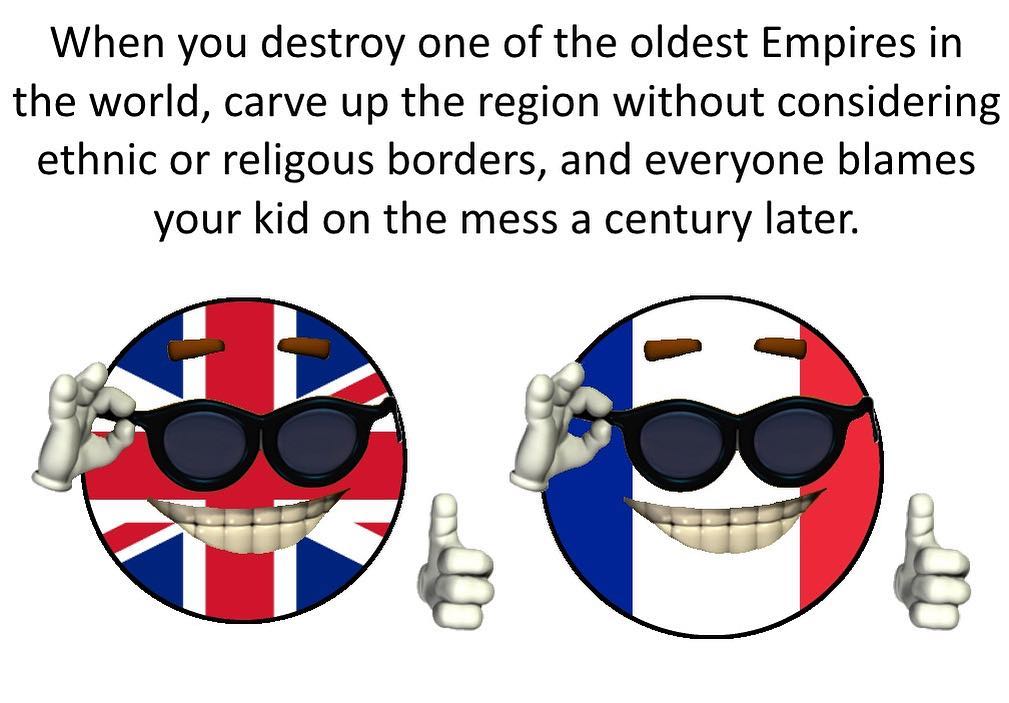 When you destroy one of the oldest Empires in
the world, carve up the region without considering
ethnic or religous borders, and everyone blames
your kid on the mess a century later.